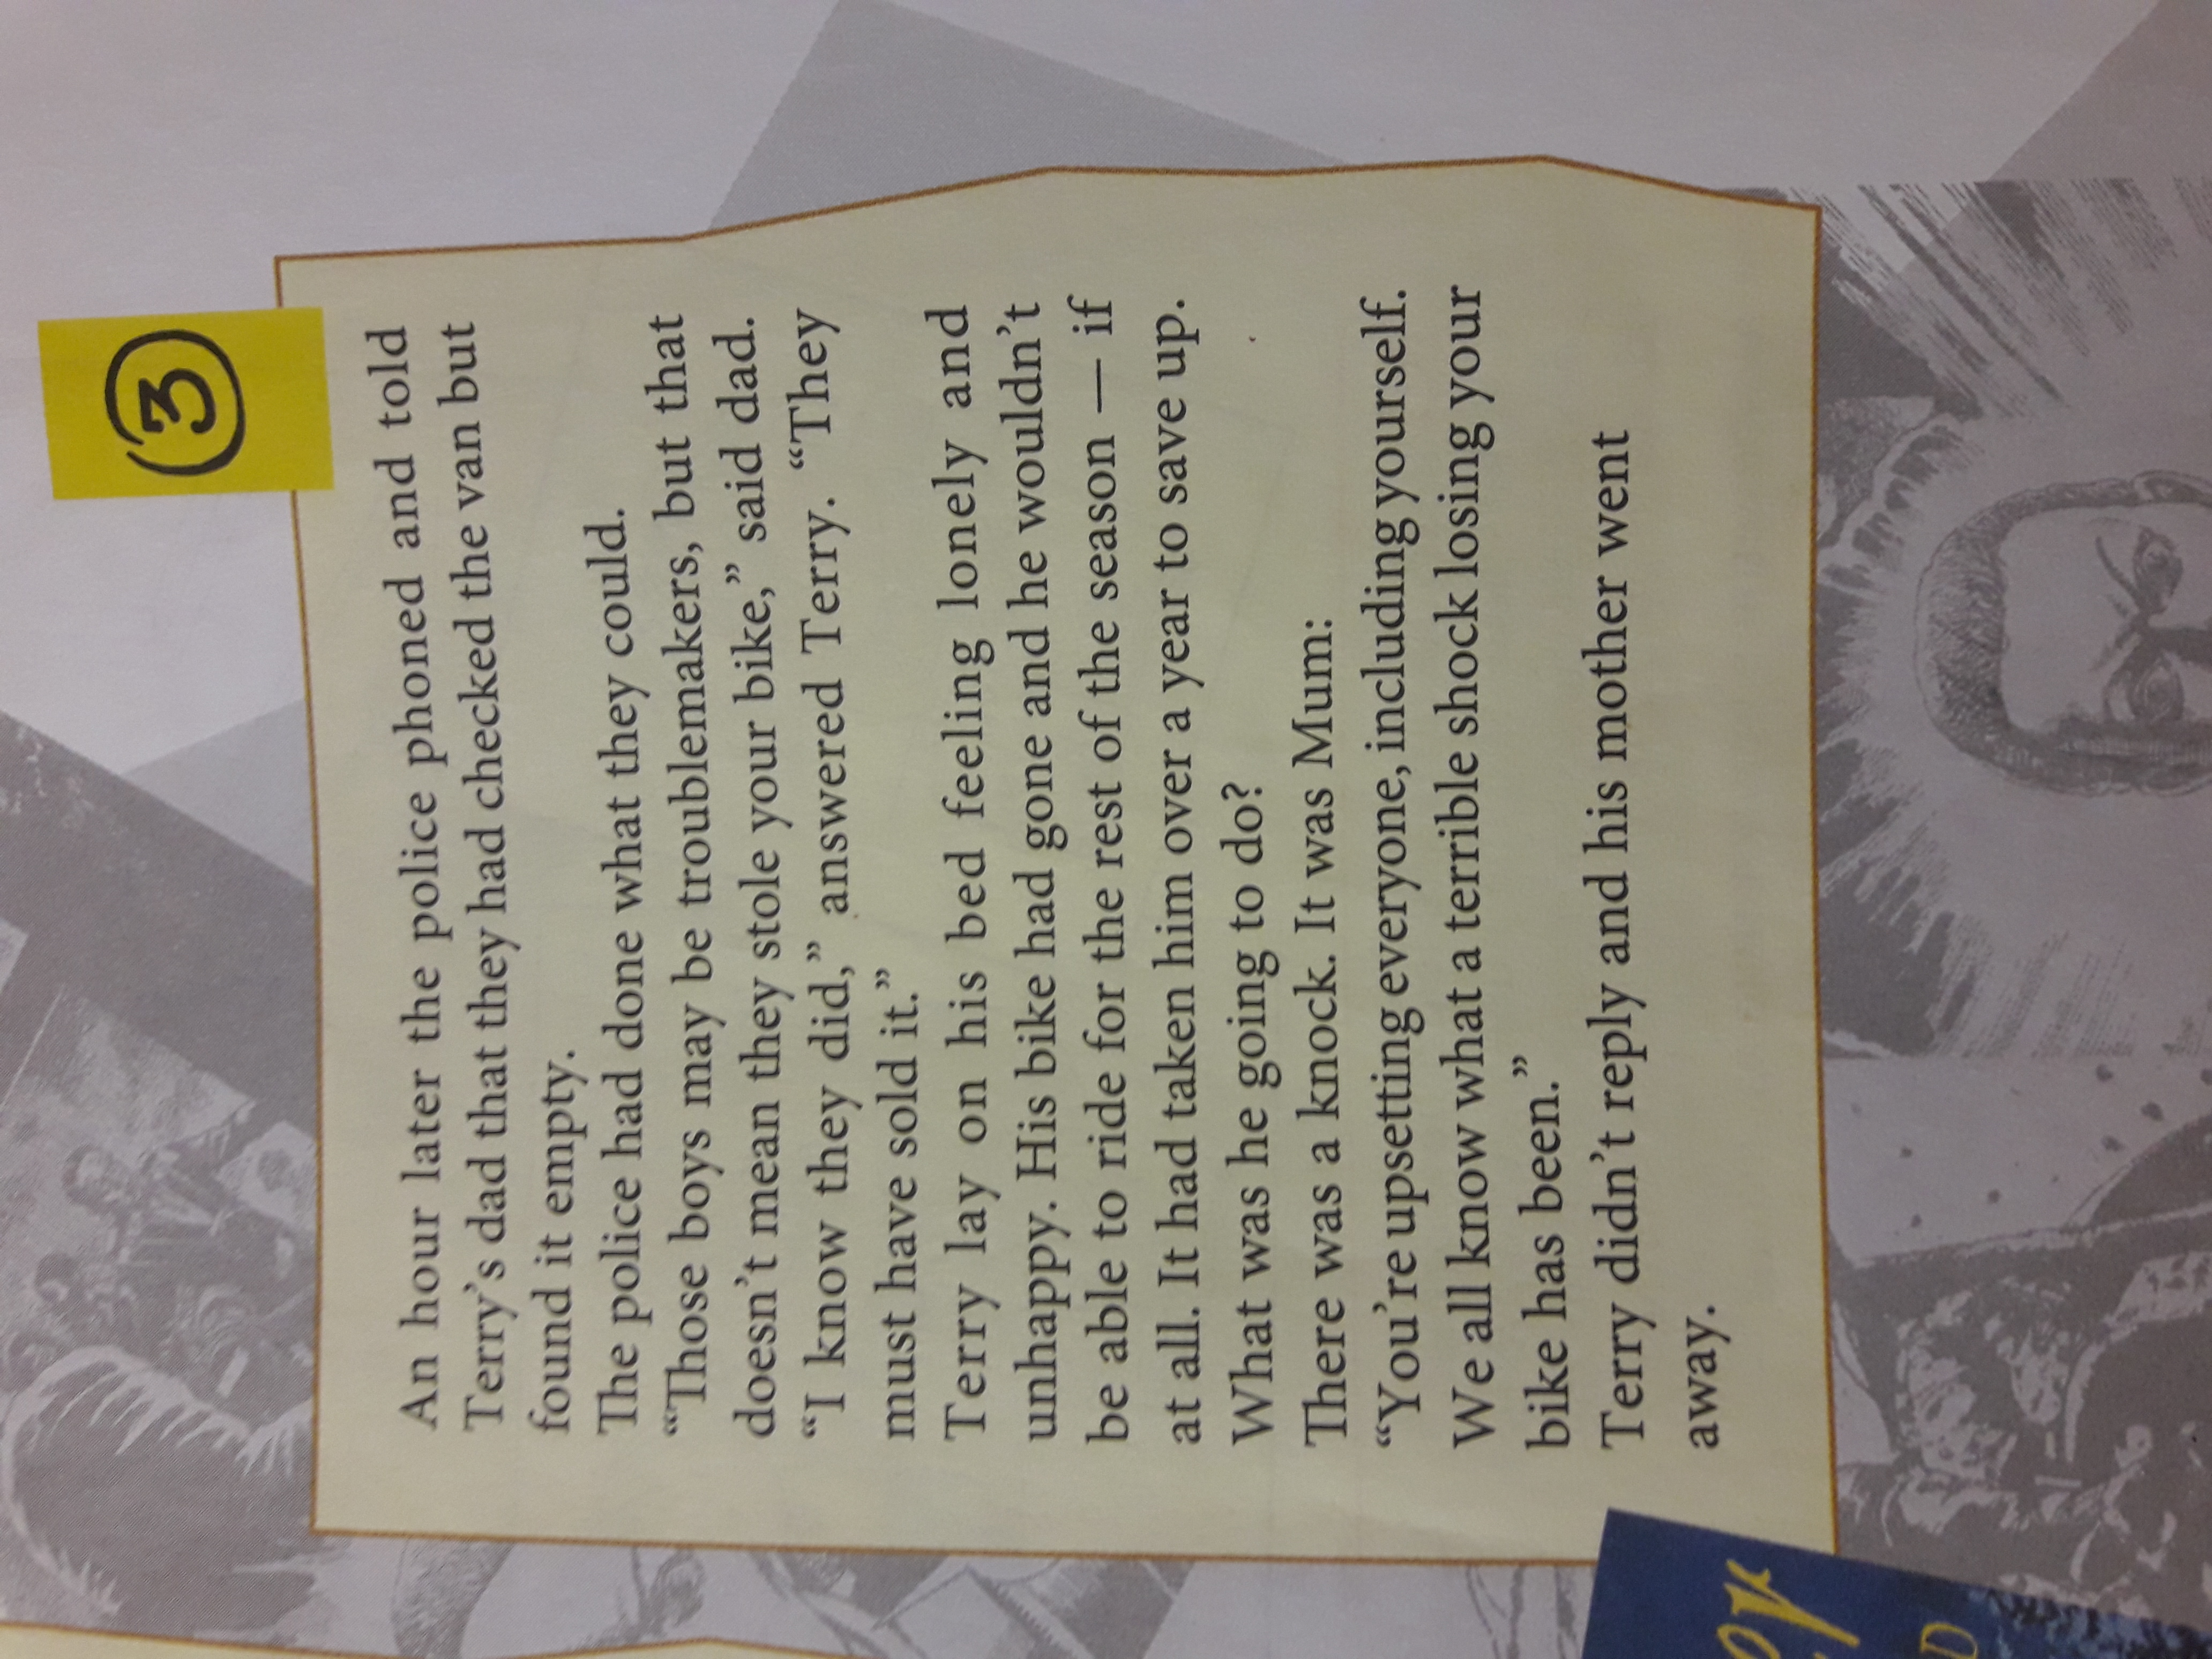 (3)
An hour later the police phoned and told
Terry's dad that they had checked the van but
found it empty.
The police had done what they could.
“Those boys may be troublemakers, but that
doesn't mean they stole your bike,” said dad.
“I know they did,” answered Terry. “They
must have sold it.”
Terry lay on his bed feeling lonely and
unhappy. His bike had gone and he wouldn't
be able to ride for the rest of the season — if
at all. It had taken him over a year to save up.
What was he going to do?
There was a knock. It was Mum:
“You're upsetting everyone, including yourself.
We all know what a terrible shock losing your
bike has been.”
Terry didn't reply and his mother went
away.